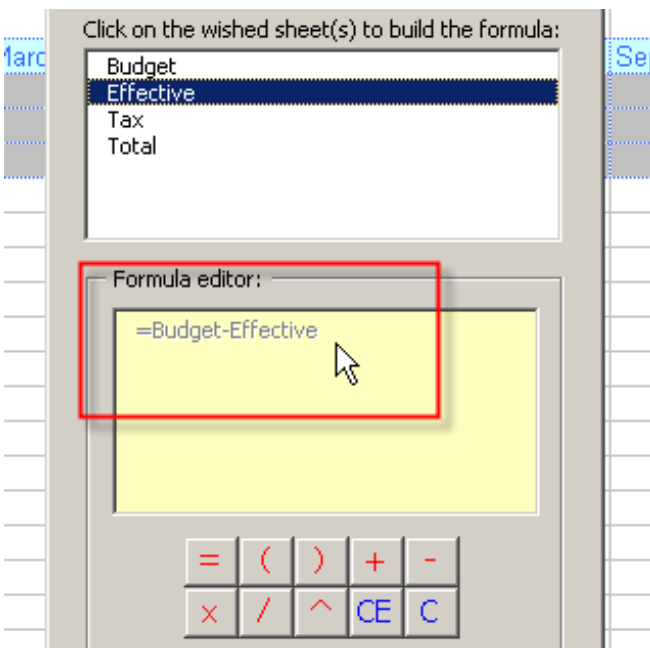 Click on the wished sheet(s) to build the formula:
Budget
Effective
Tax
Total
Formula editor:
=Budget-Effective
= ( ) + -
x / ^ CE C